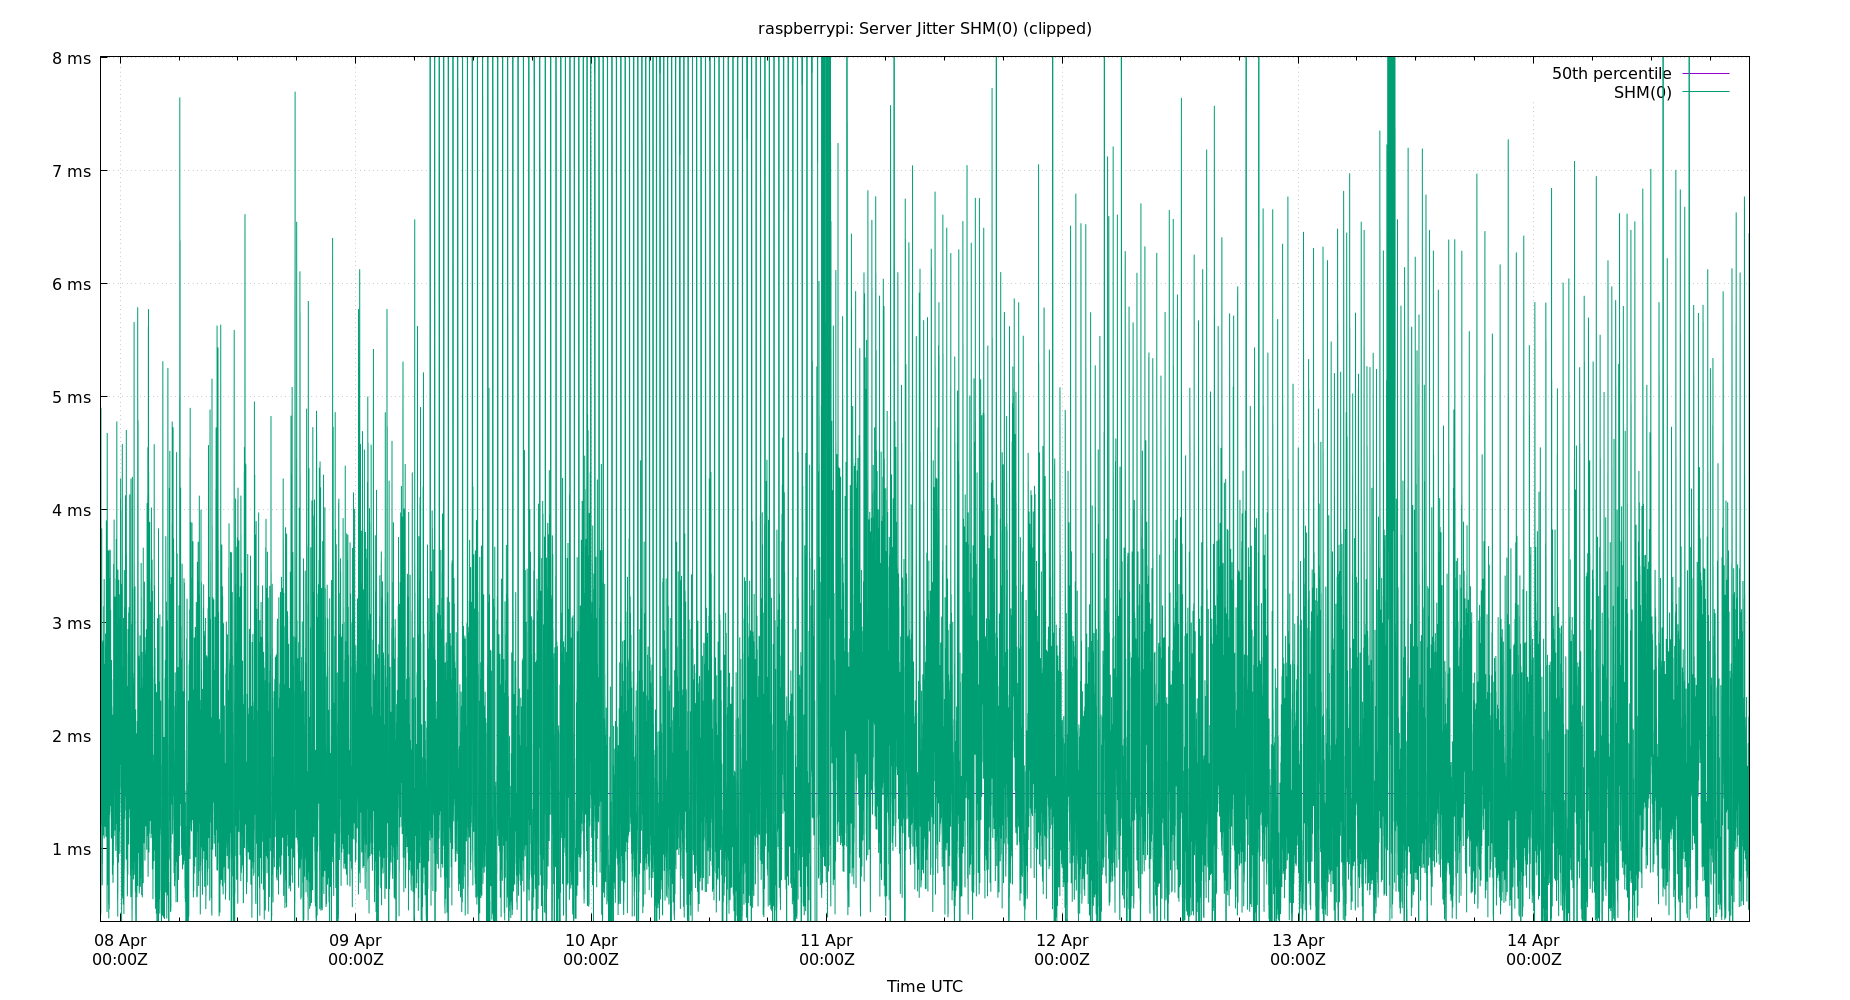 raspberrypi: Server Jitter SHM(0) (clipped)
8 ms
7 ms
6 ms
5 ms
4 ms
3 ms
2 ms
1 ms
50th percentile
SHM(0)
08 Apr 09 Apr 10 Apr 11 Apr 12 Apr 13 Apr 14 Apr
00:00Z 00:00Z 00:00Z 00:00Z 00:00Z 00:00Z 00:00Z
Time UTC